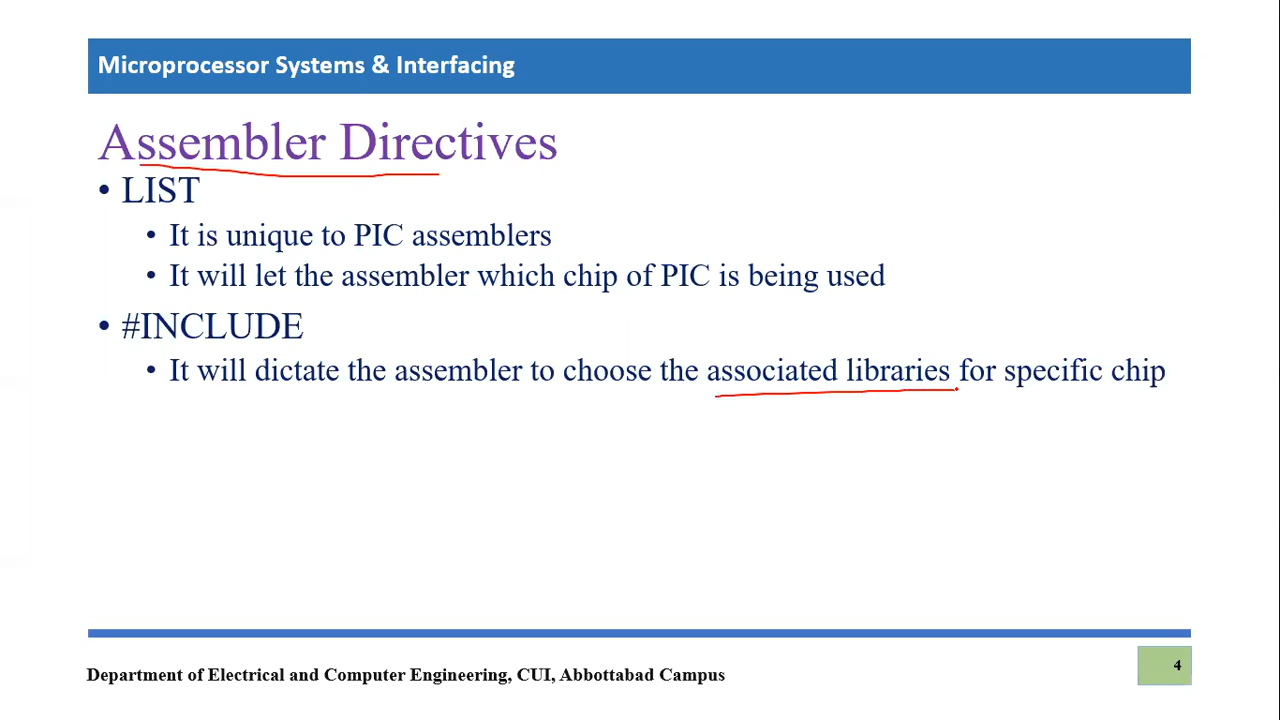 Microprocessor Systems & Interfacing
Assembler Directives
• LIST
• It is unique to PIC assemblers
• It will let the assembler which chip of PIC is being used
• #INCLUDE
• It will dictate the assembler to choose the associated libraries for specific chip
Department of Electrical and Computer Engineering, CUI, Abbottabad Campus
4